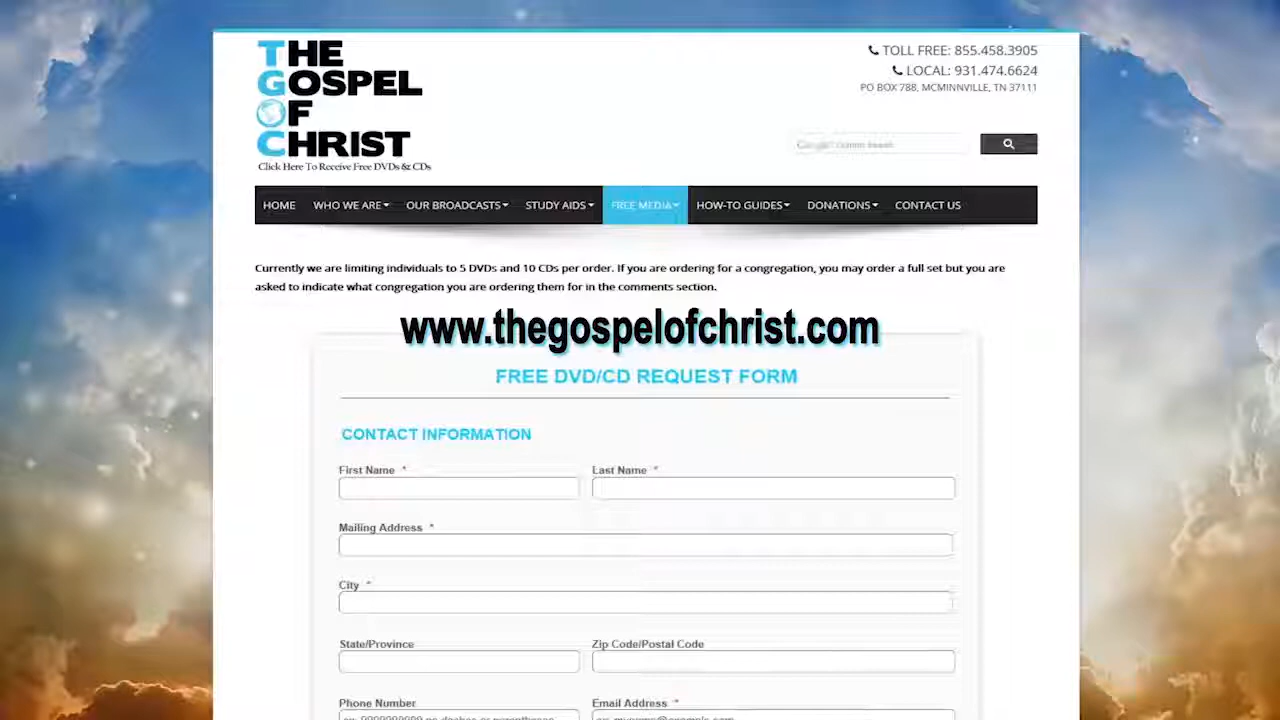 THE
GOSPEL
OF
CHRIST
Click Here To Receive Free DVDs & CDs
TOLL FREE: 855.458.3905
LOCAL: 931.474.6624
PO BOX 788, MCMINNVILLE, TN 37111
HOME WHO WE ARE OUR BROADCASTS STUDY AIDS FREE MEDIA HOW-TO GUIDES DONATIONS CONTACT US
Currently we are limiting individuals to 5 DVDs and 10 CDs per order. If you are ordering for a congregation, you may order a full set but you are
asked to indicate what congregation you are ordering them for in the comments section.
www.thegospelofchrist.com
FREE DVD/CD REQUEST FORM
CONTACT INFORMATION
First Name * Last Name *
Mailing Address *
City *
State/Province Zip Code/Postal Code
Phone Number Email Address *